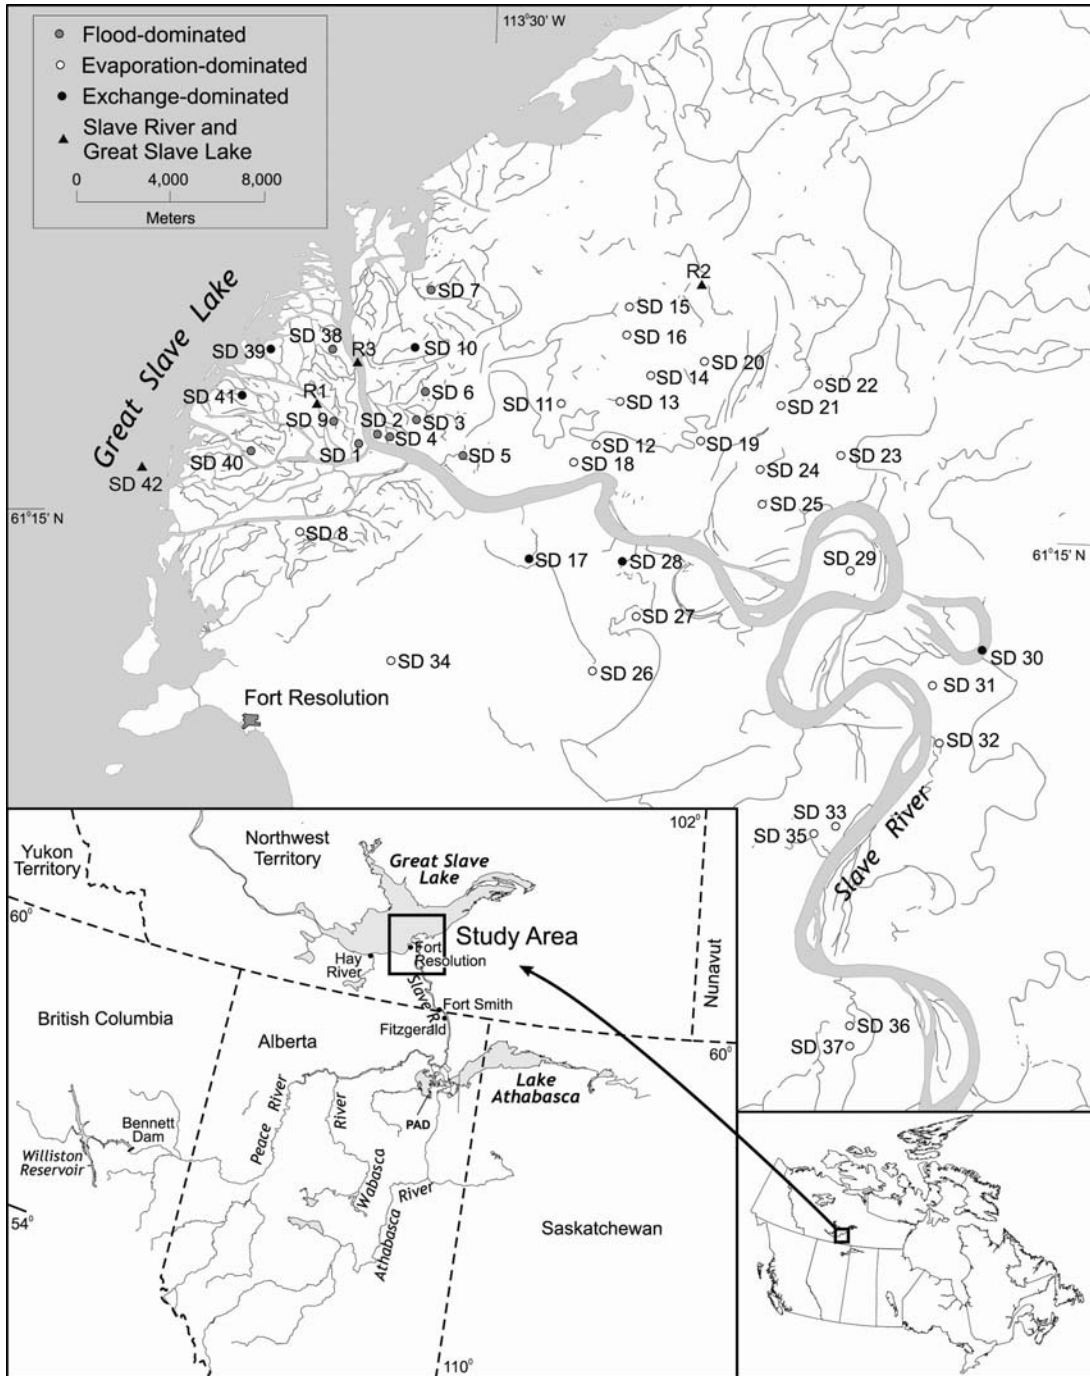 113°30' W
Flood-dominated
Evaporation-dominated
Exchange-dominated
Slave River and
Great Slave Lake
0 4,000 8,000
Meters
Great Slave Lake
R2
SD 7
SD 15
SD 38
SD 16
SD 39
R3
SD 10
SD 20
SD 14
SD 22
SD 41
R1
SD 6
SD 11
SD 13
SD 21
SD 9
SD 2
SD 3
SD 4
SD 1
SD 12
SD 19
SD 40
SD 5
SD 18
SD 23
SD 42
SD 24
SD 25
61°15' N
SD 8
SD 17
SD 28
SD 29
61°15' N
SD 27
SD 34
SD 26
SD 30
SD 31
Fort Resolution
SD 32
SD 33
SD 35
Slave River
SD 36
SD 37
102°
Yukon
Territory
Northwest
Territory
Great Slave
Lake
60°
Study Area
Fort
Resolution
Hay
River
Slave R.
Nunavut
Fort Smith
Fitzgerald
British Columbia
Alberta
60°
Lake
Athabasca
Peace River
River
Wabasca
PAD
Bennett
Dam
Williston
Reservoir
Athabasca River
54°
Saskatchewan
110°